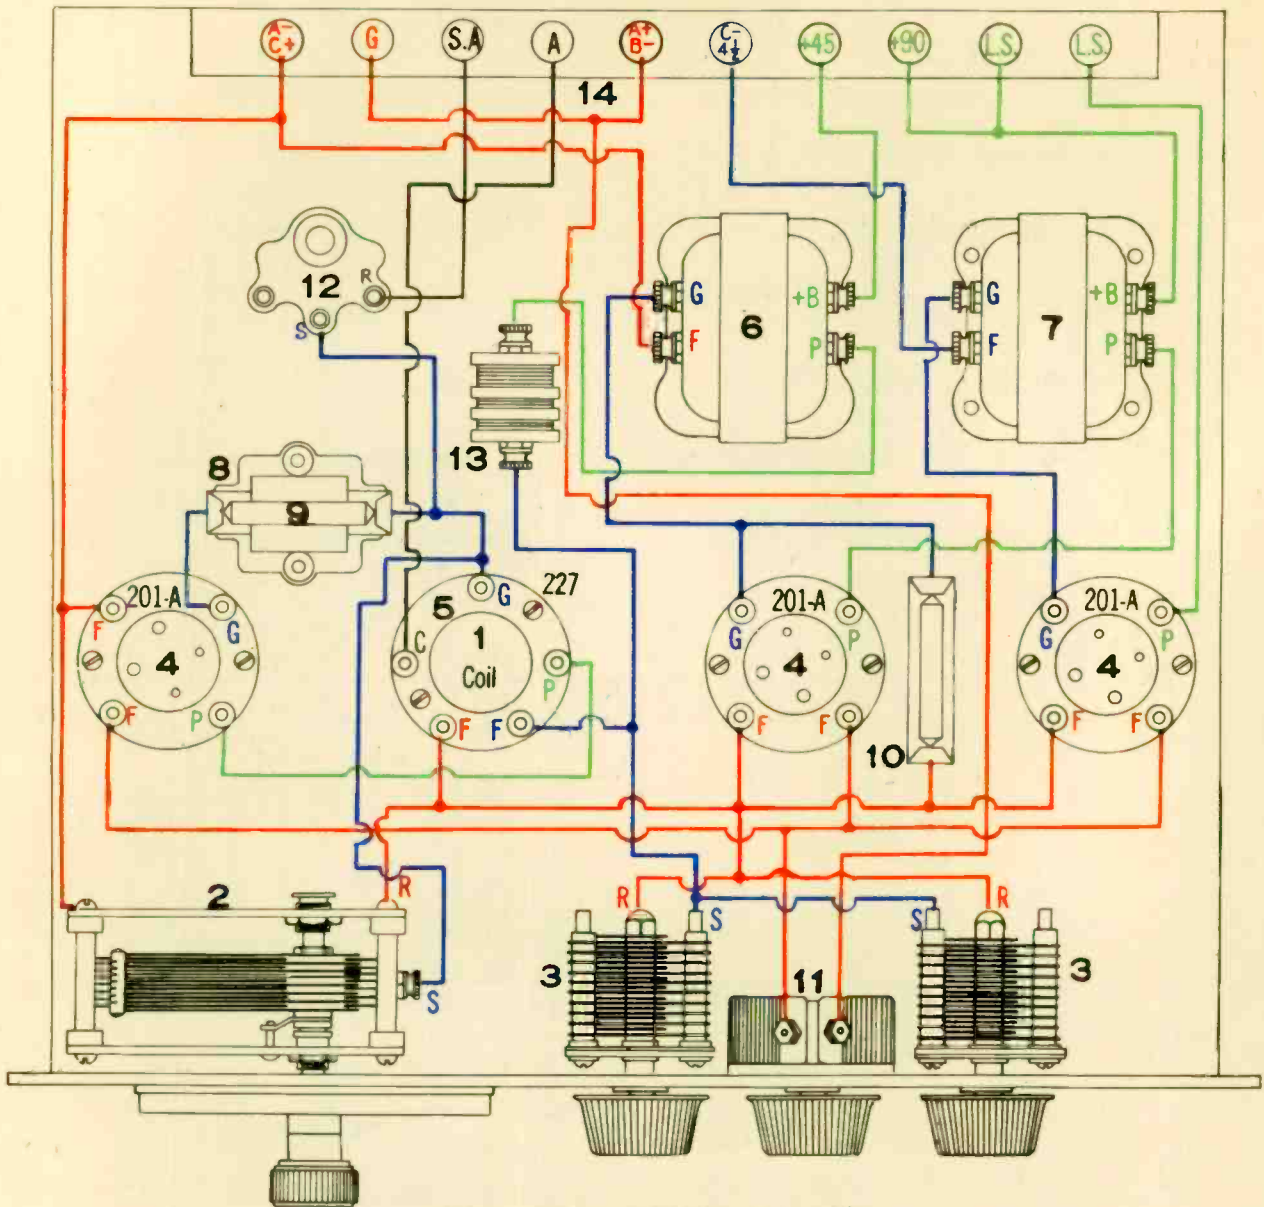 A- C+ G S.A A A+ B- C- 4½ +45 +90 L.S. L.S.
14
12 R
S
G +B G +B
6 7
F P F P
13
8
9
201-A 5 G 227 201-A 201-A
F G 1 G P G P
4 C Coil P 4 4
F P F F F F F F
10
2 R R S S R
3 11 3
S